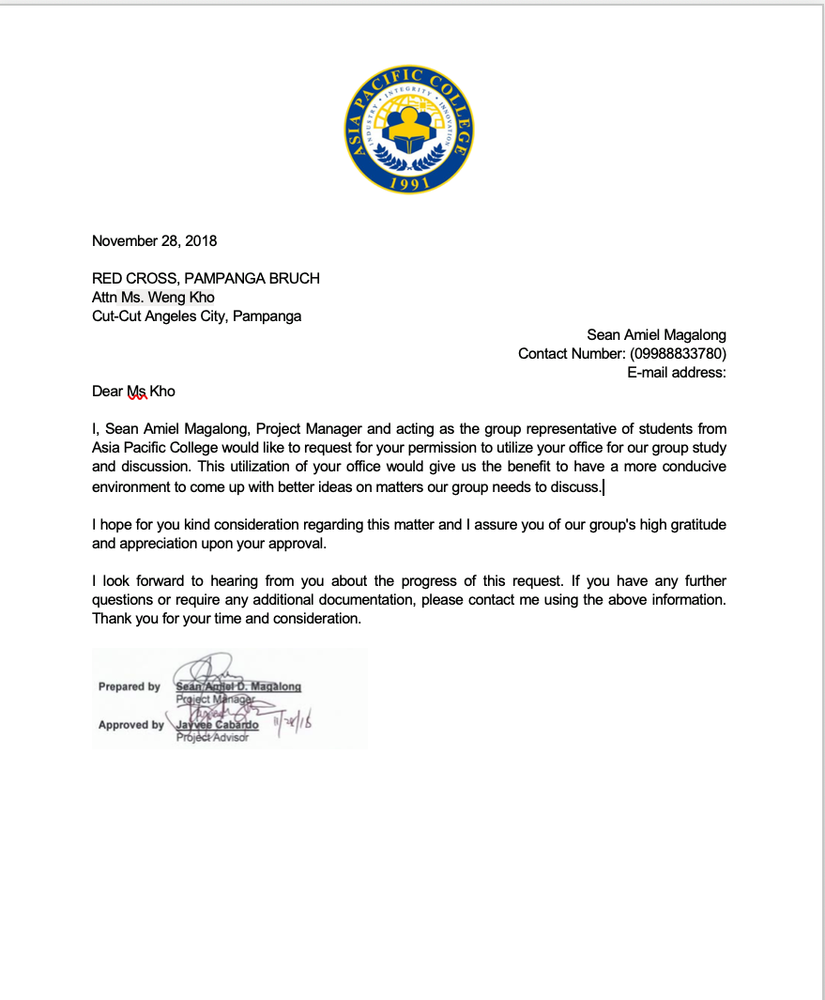 ASIA PACIFIC COLLEGE
INDUSTRY • INTEGRITY • INNOVATION
1991
November 28, 2018
RED CROSS, PAMPANGA BRUCH
Attn Ms. Weng Kho
Cut-Cut Angeles City, Pampanga
Sean Amiel Magalong
Contact Number: (09988833780)
E-mail address:
Dear Ms Kho
I, Sean Amiel Magalong, Project Manager and acting as the group representative of students from
Asia Pacific College would like to request for your permission to utilize your office for our group study
and discussion. This utilization of your office would give us the benefit to have a more conducive
environment to come up with better ideas on matters our group needs to discuss.
I hope for you kind consideration regarding this matter and I assure you of our group's high gratitude
and appreciation upon your approval.
I look forward to hearing from you about the progress of this request. If you have any further
questions or require any additional documentation, please contact me using the above information.
Thank you for your time and consideration.
Prepared by Sean Amiel D. Magalong
Project Manager
Approved by Jayvee Cabardo
Project Advisor